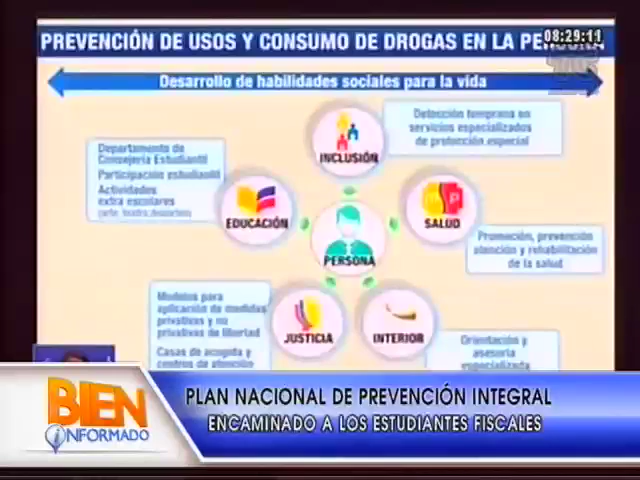 08:29:11
PREVENCIÓN DE USOS Y CONSUMO DE DROGAS EN LA PERSONA
Desarrollo de habilidades sociales para la vida
Detección temprana en
servicios especializados
de protección especial
INCLUSIÓN
Departamento de
Consejería Estudiantil
Participación estudiantil
Actividades
extra escolares
EDUCACIÓN
SALUD
Promoción, prevención
atención y rehabilitación
de la salud
PERSONA
Modelos para
aplicación de medidas
privativas y no
privativas de libertad
Casas de acogida y
centros de atención
JUSTICIA
INTERIOR
Orientación y
asesoría
especializada
BIEN
iNFORMADO
PLAN NACIONAL DE PREVENCIÓN INTEGRAL
ENCAMINADO A LOS ESTUDIANTES FISCALES